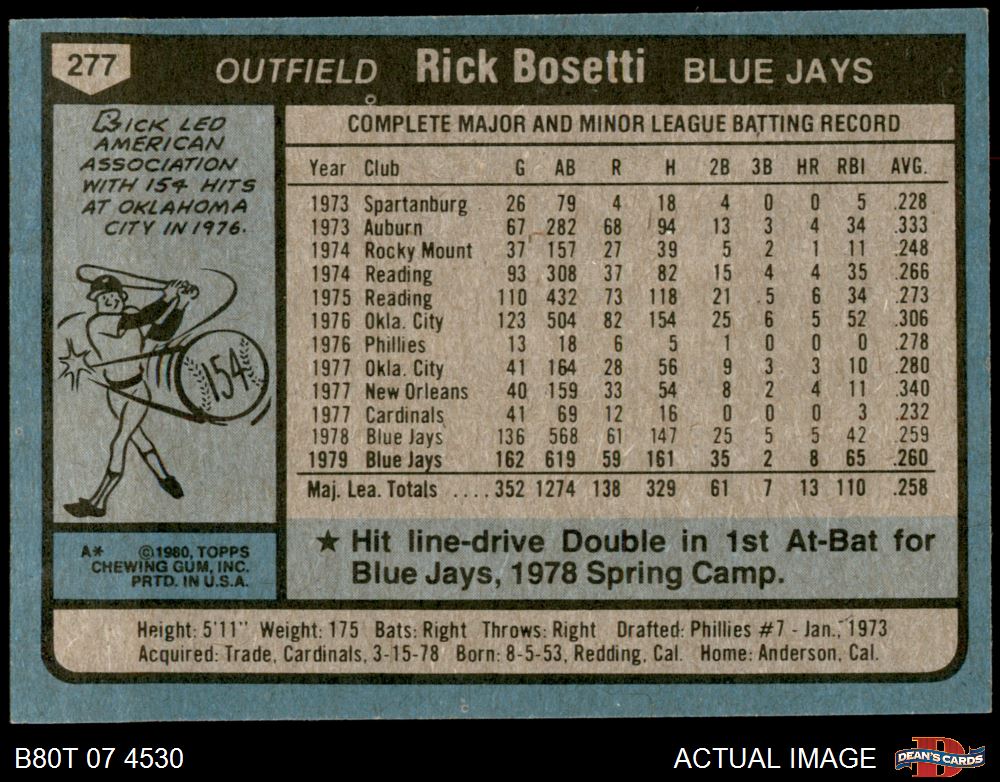 277 OUTFIELD Rick Bosetti BLUE JAYS
RICK LED
AMERICAN
ASSOCIATION
WITH 154 HITS
AT OKLAHOMA
CITY IN 1976.
154
A* ©1980, TOPPS
CHEWING GUM, INC.
PRTD. IN U.S.A.
COMPLETE MAJOR AND MINOR LEAGUE BATTING RECORD
Year Club G AB R H 2B 3B HR RBI AVG.
1973 Spartanburg 26 79 4 18 4 0 0 5 .228
1973 Auburn 67 282 68 94 13 3 4 34 .333
1974 Rocky Mount 37 157 27 39 5 2 1 11 .248
1974 Reading 93 308 37 82 15 4 4 35 .266
1975 Reading 110 432 73 118 21 5 6 34 .273
1976 Okla. City 123 504 82 154 25 6 5 52 .306
1976 Phillies 13 18 6 5 1 0 0 0 .278
1977 Okla. City 41 164 28 56 9 3 3 10 .280
1977 New Orleans 40 159 33 54 8 2 4 11 .340
1977 Cardinals 41 69 12 16 0 0 0 3 .232
1978 Blue Jays 136 568 61 147 25 5 5 42 .259
1979 Blue Jays 162 619 59 161 35 2 8 65 .260
Maj. Lea. Totals ....352 1274 138 329 61 7 13 110 .258
★ Hit line-drive Double in 1st At-Bat for
Blue Jays, 1978 Spring Camp.
Height: 5'11" Weight: 175 Bats: Right Throws: Right Drafted: Phillies #7 - Jan., 1973
Acquired: Trade, Cardinals, 3-15-78 Born: 8-5-53, Redding, Cal. Home: Anderson, Cal.
B80T 07 4530 ACTUAL IMAGE DEAN'S CARDS